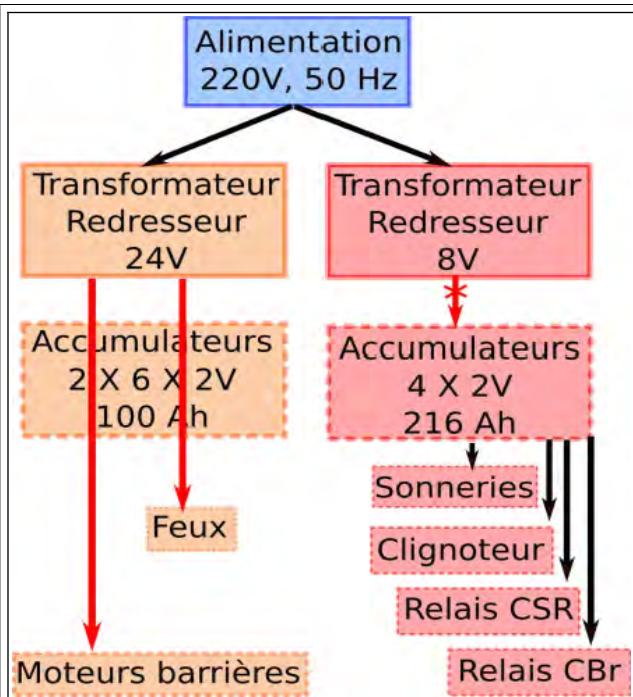 Alimentation
220V, 50 Hz
Transformateur
Redresseur
24V
Transformateur
Redresseur
8V
Accumulateurs
2 X 6 X 2V
100 Ah
Accumulateurs
4 X 2V
216 Ah
Sonneries
Feux
Clignoteur
Relais CSR
Moteurs barrières
Relais CBr